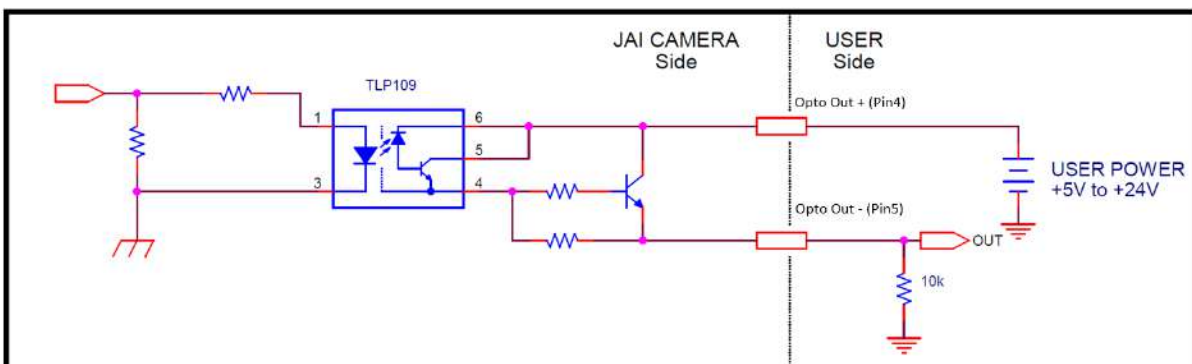 JAI CAMERA
Side
USER
Side
TLP109
1
3
6
5
4
Opto Out + (Pin4)
USER POWER
+5V to +24V
Opto Out - (Pin5)
OUT
10k